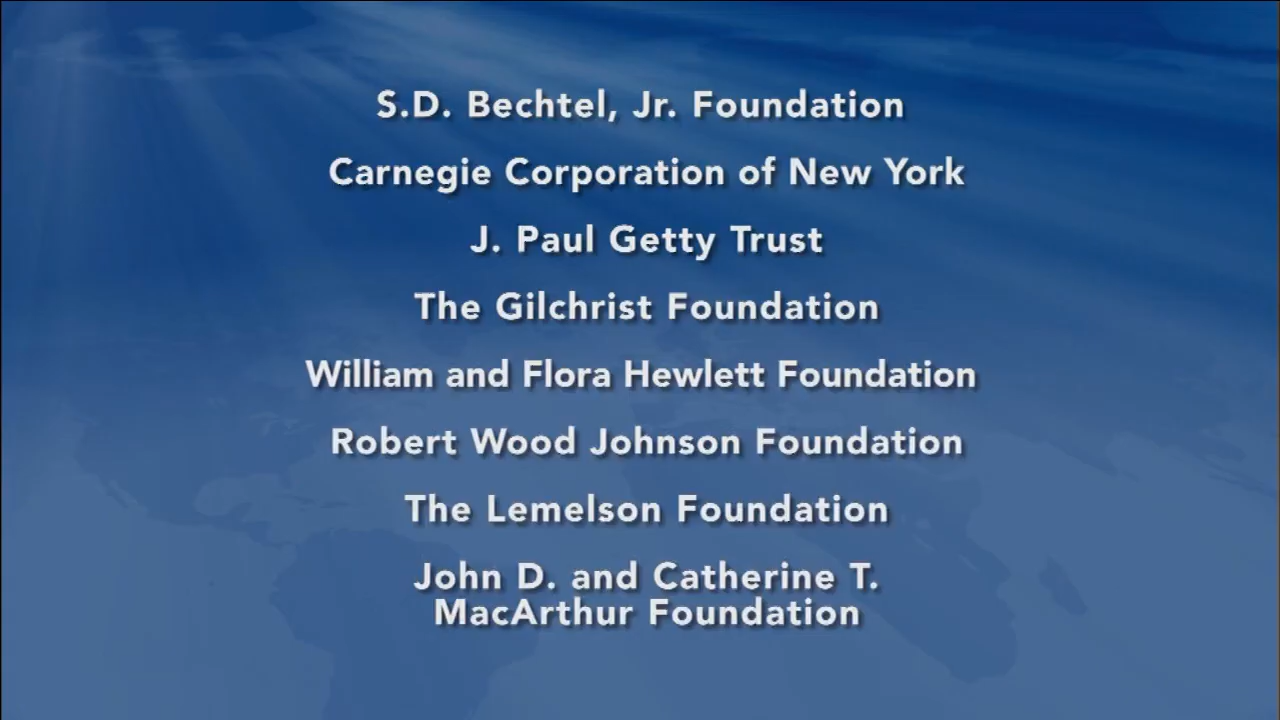 S.D. Bechtel, Jr. Foundation
Carnegie Corporation of New York
J. Paul Getty Trust
The Gilchrist Foundation
William and Flora Hewlett Foundation
Robert Wood Johnson Foundation
The Lemelson Foundation
John D. and Catherine T.
MacArthur Foundation